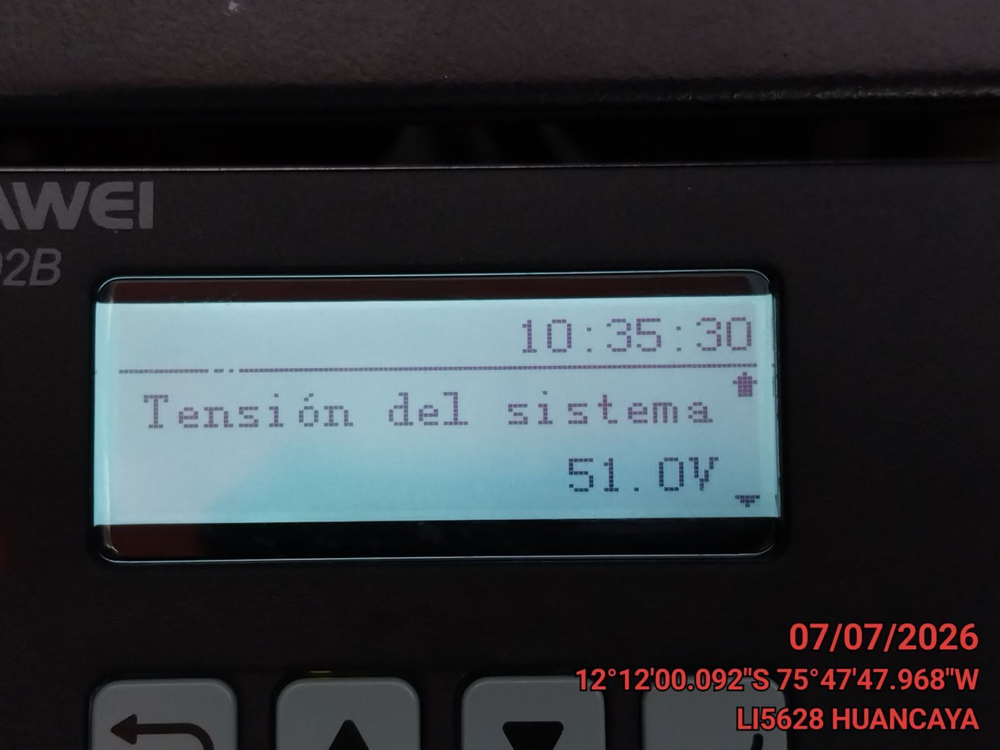 AWEI
02B
10:35:30
Tensión del sistema
51.0V
07/07/2026
12°12'00.092"S 75°47'47.968"W
LI5628 HUANCAYA